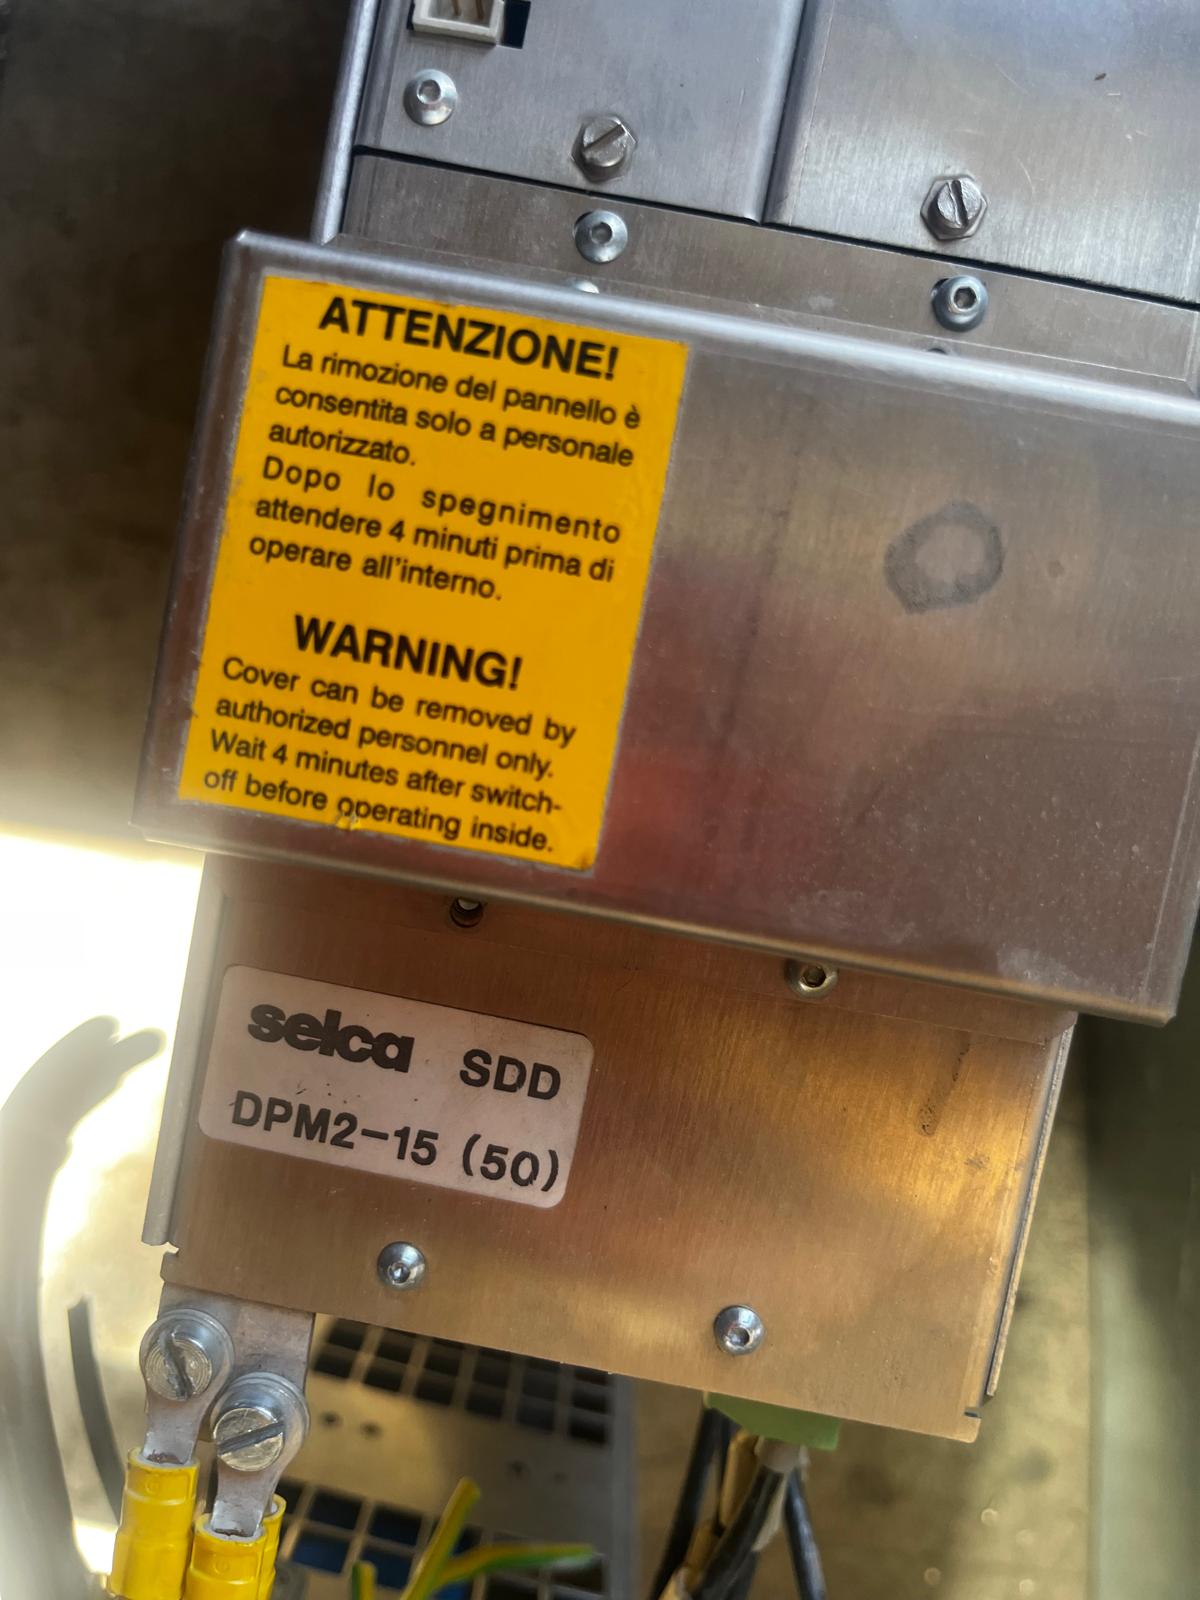 ATTENZIONE!
La rimozione del pannello è
consentita solo a personale
autorizzato.
Dopo lo spegnimento
attendere 4 minuti prima di
operare all'interno.
WARNING!
Cover can be removed by
authorized personnel only.
Wait 4 minutes after switch-
off before operating inside.
selca SDD
DPM2-15 (50)